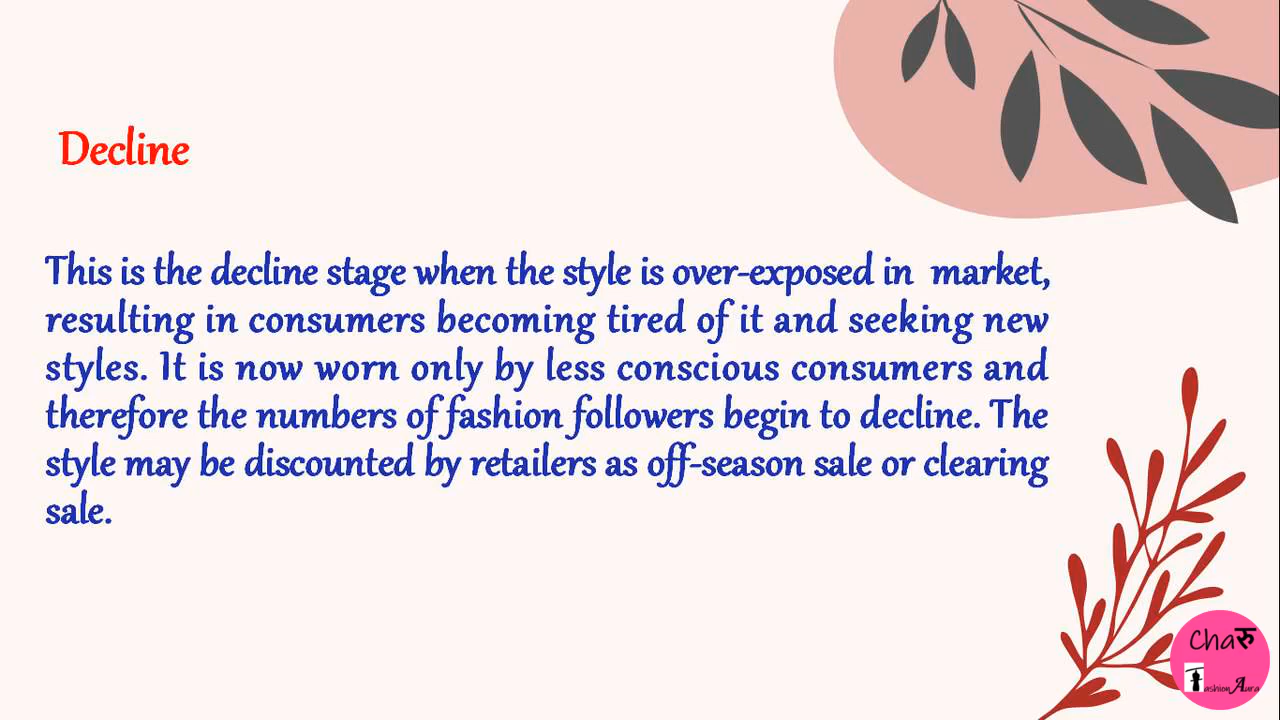 Decline
This is the decline stage when the style is over-exposed in  market,
resulting in consumers becoming tired of it and seeking new
styles. It is now worn only by less conscious consumers and
therefore the numbers of fashion followers begin to decline. The
style may be discounted by retailers as off-season sale or clearing
sale.
Chaरु
Fashion Aura